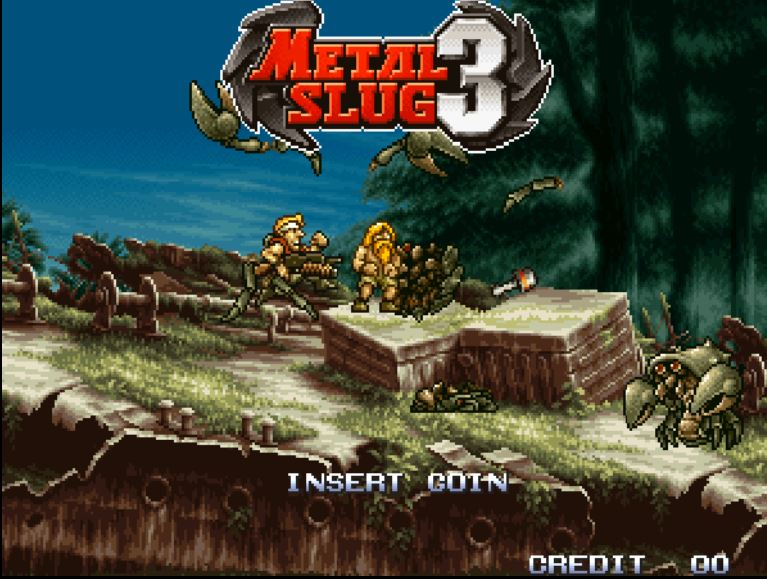 METAL
SLUG 3
INSERT COIN
CREDIT 00